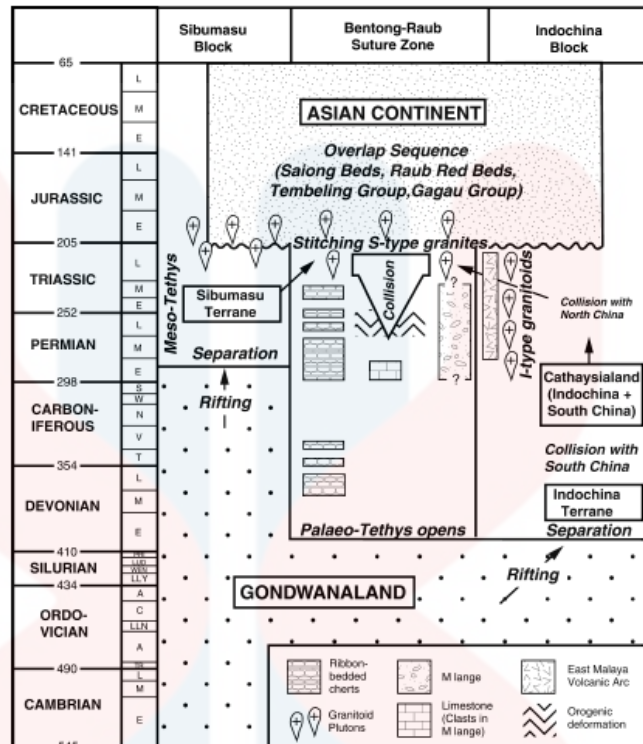 Sibumasu
Block
Bentong-Raub
Suture Zone
Indochina
Block
65
CRETACEOUS
L
M
E
141
JURASSIC
L
M
E
205
TRIASSIC
L
M
E
252
PERMIAN
L
M
E
298
CARBON-
IFEROUS
S
W
N
V
T
354
DEVONIAN
L
M
E
410
SILURIAN
LUD
WEN
LLY
434
ORDO-
VICIAN
A
C
LLN
A
490
CAMBRIAN
L
M
E
ASIAN CONTINENT
Overlap Sequence
(Saiong Beds, Raub Red Beds,
Tembeling Group,Gagau Group)
Stitching S-type granites
Meso-Tethys
Sibumasu
Terrane
Separation
Rifting
Collision
?
?
I-type granitoids
Collision with
North China
Cathaysialand
(Indochina +
South China)
Collision with
South China
Indochina
Terrane
Separation
Palaeo-Tethys opens
Rifting
GONDWANALAND
Ribbon-
bedded
cherts
M lange
East Malaya
Volcanic Arc
Granitoid
Plutons
Limestone
(Clasts in
M lange)
Orogenic
deformation